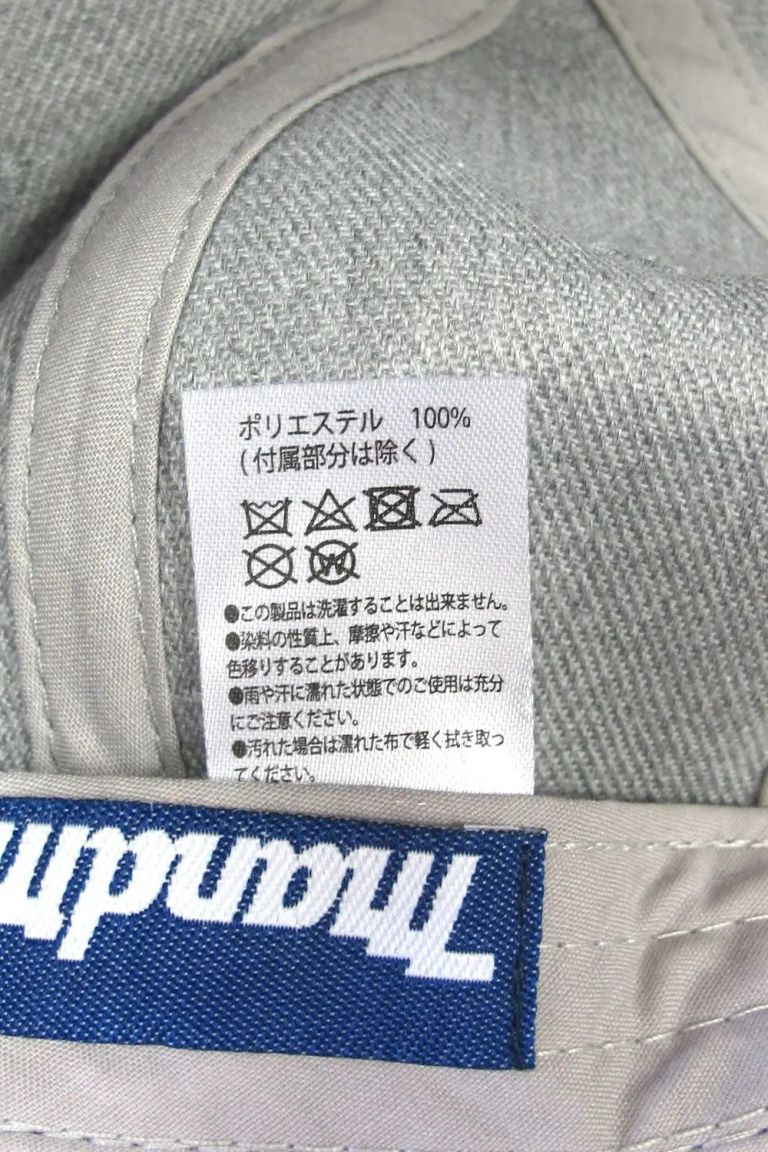 ポリエステル 100%
(付属部分は除く)
W
●この製品は洗濯することは出来ません。
●染料の性質上、摩擦や汗などによって
色移りすることがあります。
●雨や汗に濡れた状態でのご使用は充分
にご注意ください。
●汚れた場合は濡れた布で軽く拭き取っ
てください。